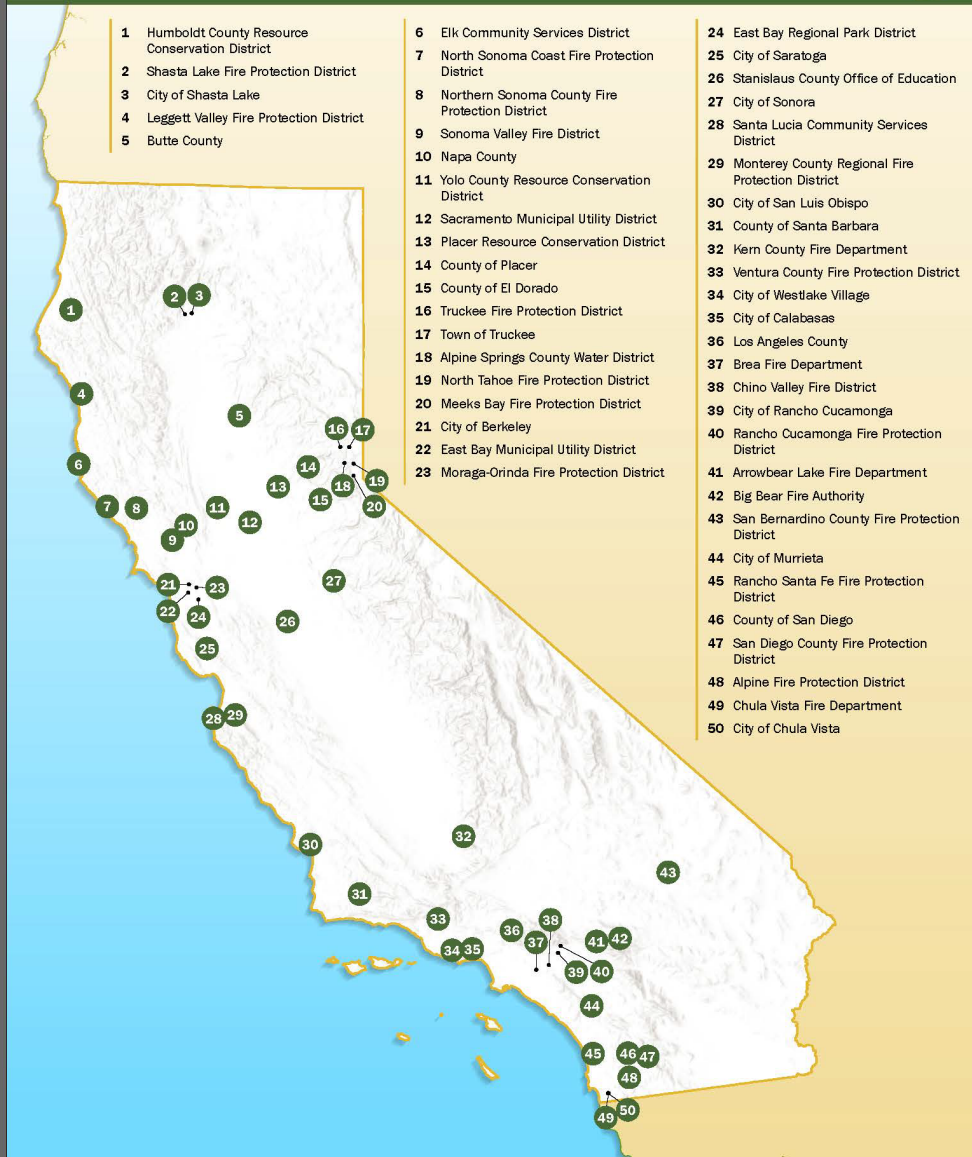 1 Humboldt County Resource
Conservation District
2 Shasta Lake Fire Protection District
3 City of Shasta Lake
4 Leggett Valley Fire Protection District
5 Butte County
6 Elk Community Services District
7 North Sonoma Coast Fire Protection
District
8 Northern Sonoma County Fire
Protection District
9 Sonoma Valley Fire District
10 Napa County
11 Yolo County Resource Conservation
District
12 Sacramento Municipal Utility District
13 Placer Resource Conservation District
14 County of Placer
15 County of El Dorado
16 Truckee Fire Protection District
17 Town of Truckee
18 Alpine Springs County Water District
19 North Tahoe Fire Protection District
20 Meeks Bay Fire Protection District
21 City of Berkeley
22 East Bay Municipal Utility District
23 Moraga-Orinda Fire Protection District
24 East Bay Regional Park District
25 City of Saratoga
26 Stanislaus County Office of Education
27 City of Sonora
28 Santa Lucia Community Services
District
29 Monterey County Regional Fire
Protection District
30 City of San Luis Obispo
31 County of Santa Barbara
32 Kern County Fire Department
33 Ventura County Fire Protection District
34 City of Westlake Village
35 City of Calabasas
36 Los Angeles County
37 Brea Fire Department
38 Chino Valley Fire District
39 City of Rancho Cucamonga
40 Rancho Cucamonga Fire Protection
District
41 Arrowbear Lake Fire Department
42 Big Bear Fire Authority
43 San Bernardino County Fire Protection
District
44 City of Murrieta
45 Rancho Santa Fe Fire Protection
District
46 County of San Diego
47 San Diego County Fire Protection
District
48 Alpine Fire Protection District
49 Chula Vista Fire Department
50 City of Chula Vista
1
2
3
4
5
6
7
8
9
10
11
12
13
14
15
16
17
18
19
20
21
22
23
24
25
26
27
28
29
30
31
32
33
34
35
36
37
38
39
40
41
42
43
44
45
46
47
48
49
50